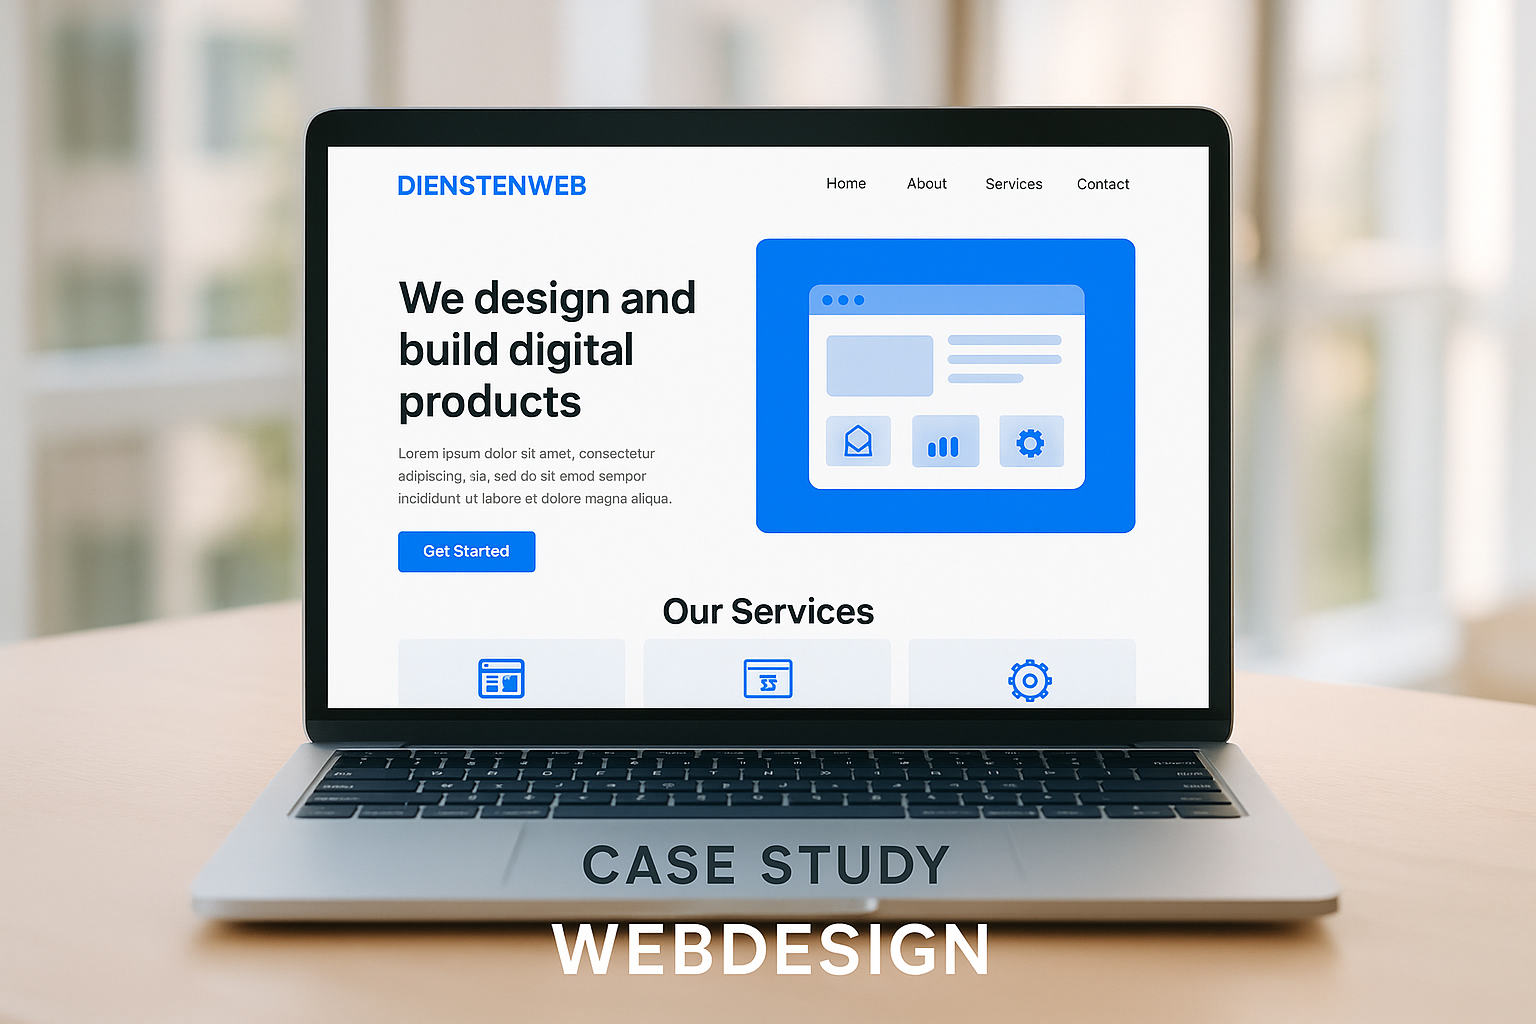 DIENSTENWEB
Home About Services Contact
We design and
build digital
products
Lorem ipsum dolor sit amet, consectetur
adipiscing, sia, sed do sit emod sempor
incididunt ut labore et dolore magna aliqua.
Get Started
Our Services
CASE STUDY
WEBDESIGN